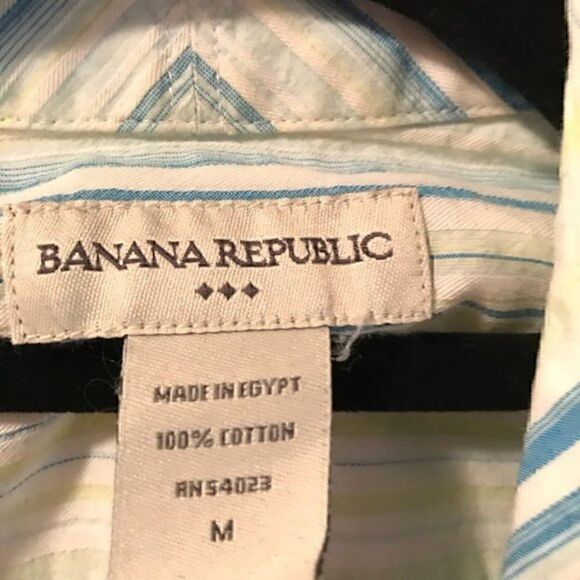 BANANA REPUBLIC
MADE IN EGYPT
100% COTTON
RN54023
M